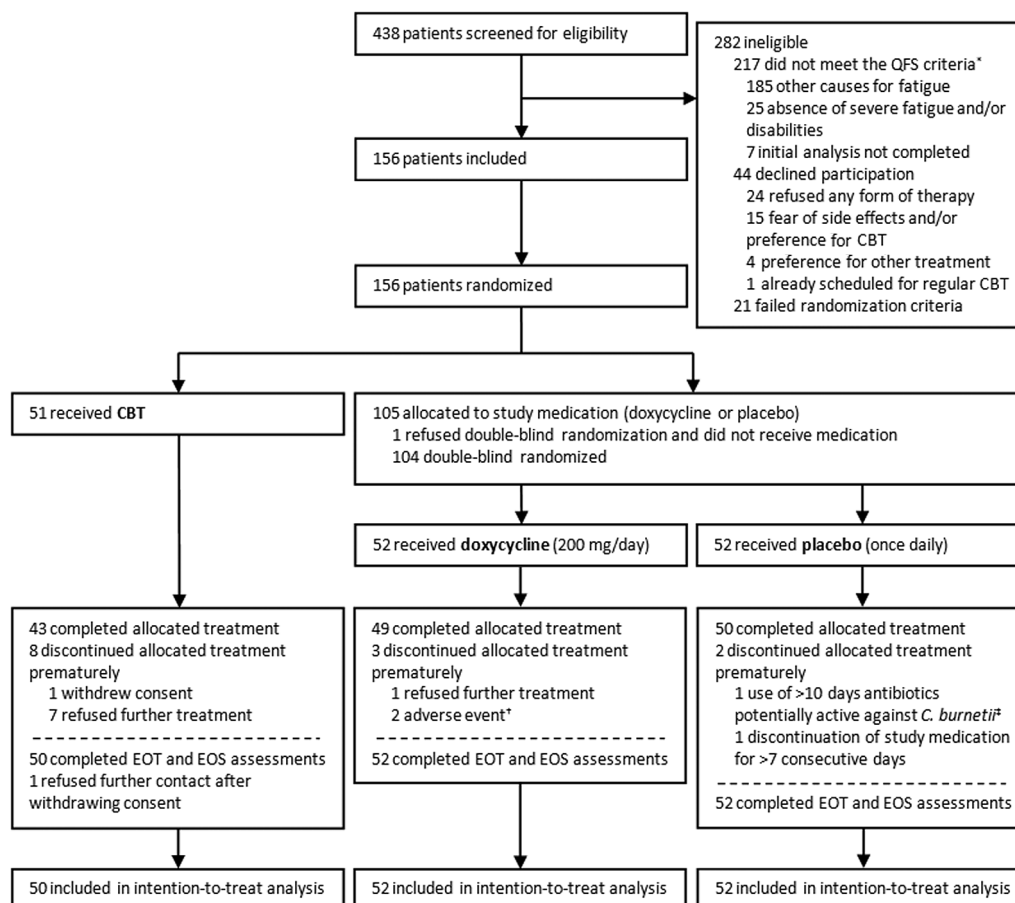 438 patients screened for eligibility
282 ineligible
217 did not meet the QFS criteria*
185 other causes for fatigue
25 absence of severe fatigue and/or
disabilities
7 initial analysis not completed
44 declined participation
24 refused any form of therapy
15 fear of side effects and/or
preference for CBT
4 preference for other treatment
1 already scheduled for regular CBT
21 failed randomization criteria
156 patients included
156 patients randomized
51 received CBT
105 allocated to study medication (doxycycline or placebo)
1 refused double-blind randomization and did not receive medication
104 double-blind randomized
52 received doxycycline (200 mg/day)
52 received placebo (once daily)
43 completed allocated treatment
8 discontinued allocated treatment
prematurely
1 withdrew consent
7 refused further treatment
50 completed EOT and EOS assessments
1 refused further contact after
withdrawing consent
49 completed allocated treatment
3 discontinued allocated treatment
prematurely
1 refused further treatment
2 adverse event†
52 completed EOT and EOS assessments
50 completed allocated treatment
2 discontinued allocated treatment
prematurely
1 use of >10 days antibiotics
potentially active against C. burnetii‡
1 discontinuation of study medication
for >7 consecutive days
52 completed EOT and EOS assessments
50 included in intention-to-treat analysis
52 included in intention-to-treat analysis
52 included in intention-to-treat analysis